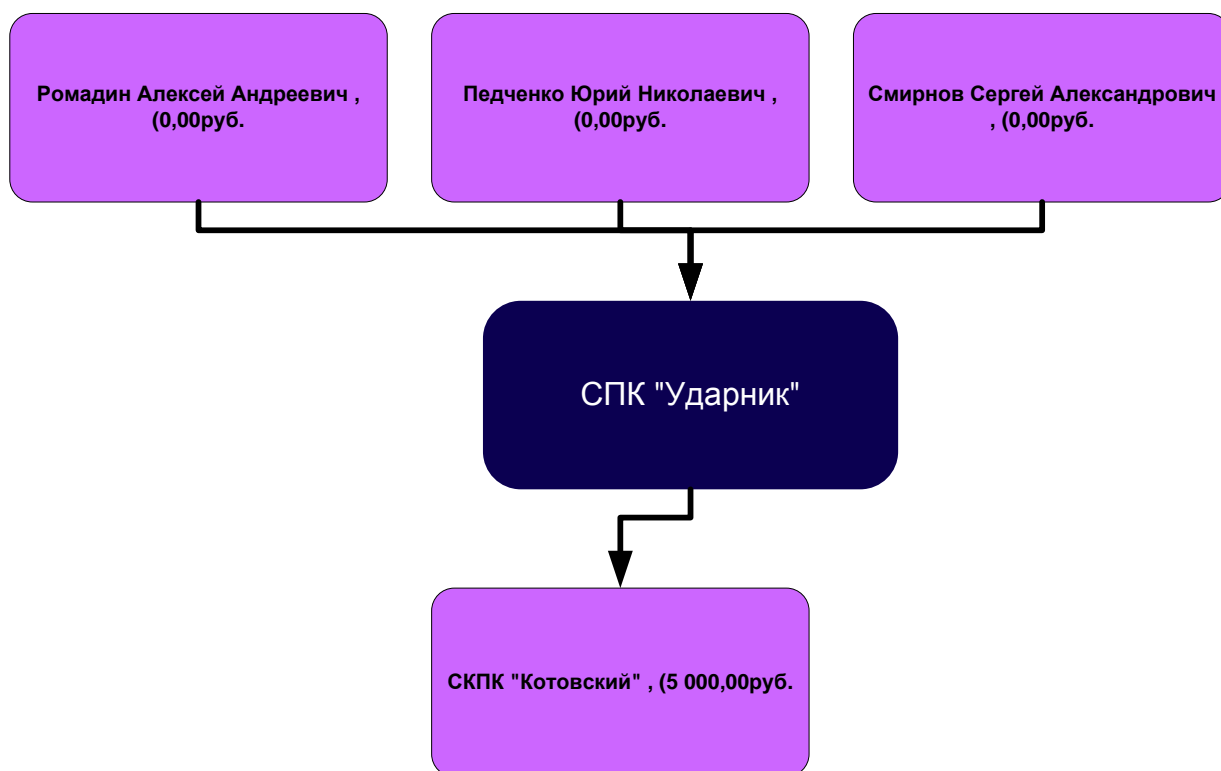 Ромадин Алексей Андреевич ,
(0,00руб.
Педченко Юрий Николаевич ,
(0,00руб.
Смирнов Сергей Александрович
, (0,00руб.
СПК "Ударник"
СКПК "Котовский" , (5 000,00руб.